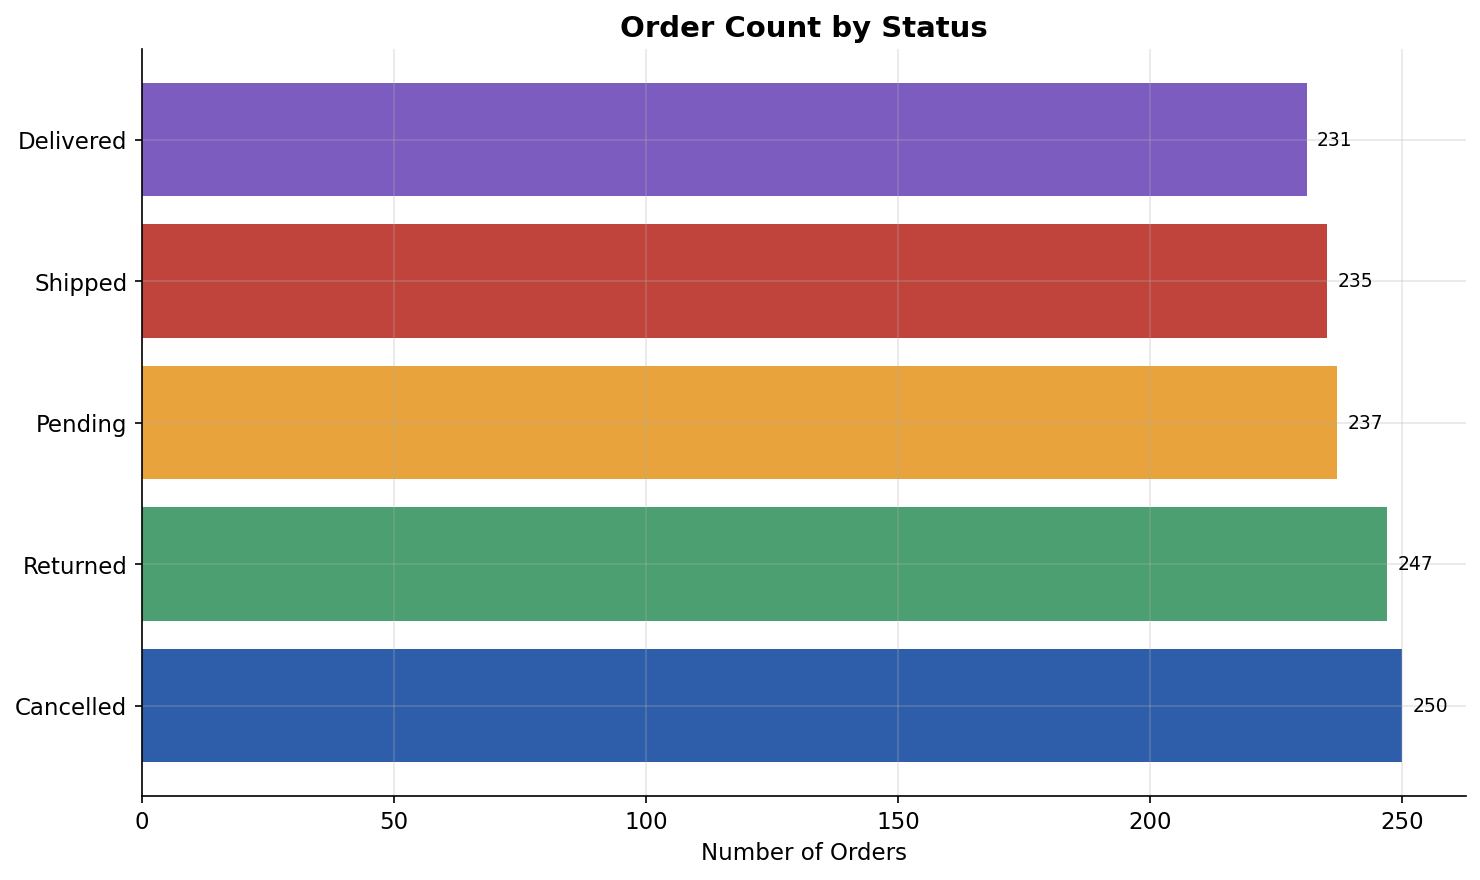 Order Count by Status
Delivered 231
Shipped 235
Pending 237
Returned 247
Cancelled 250
0 50 100 150 200 250
Number of Orders